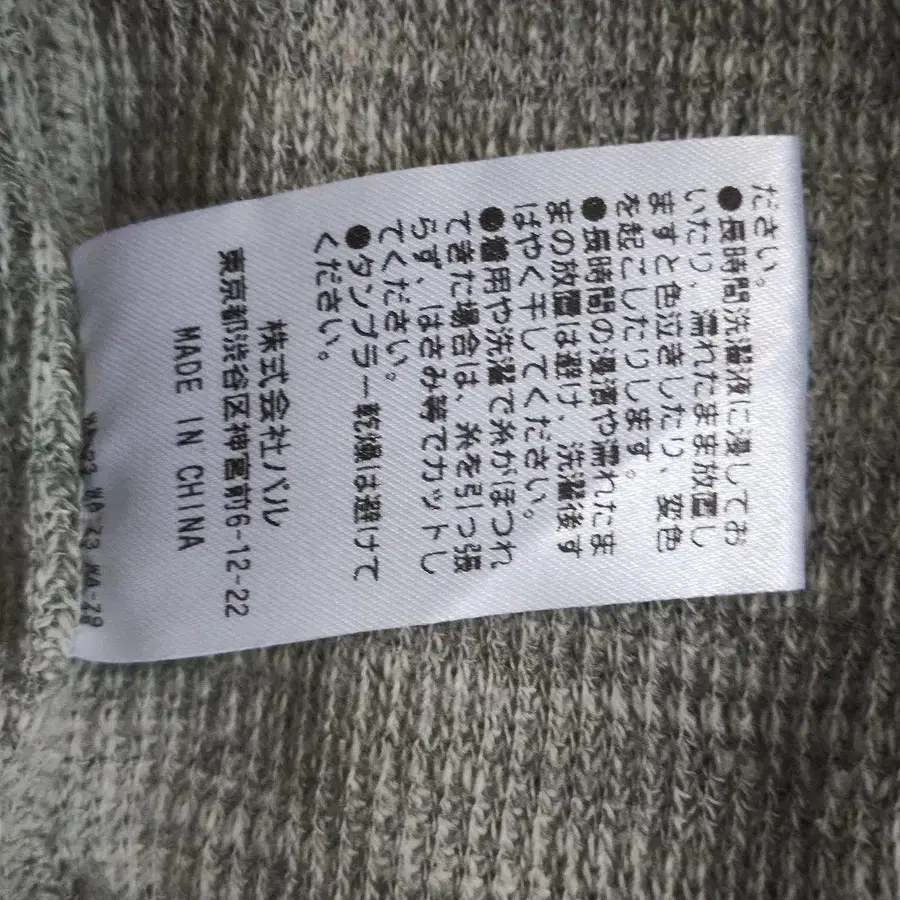 ださい。
●長時間洗濯液に浸してお
いたり、濡れたまま放置し
ますと色泣きしたり、変色
を起こしたりします。
●長時間の浸漬や濡れたま
まの放置は避け、洗濯後す
はやく干してください。
●着用や洗濯で糸がほつれ
てきた場合は、糸を引っ張
らず、はさみ等でカットし
てください。
●タンブラー乾燥は避けて
ください。
株式会社バル
東京都渋谷区神宮前6-12-22
MADE IN CHINA